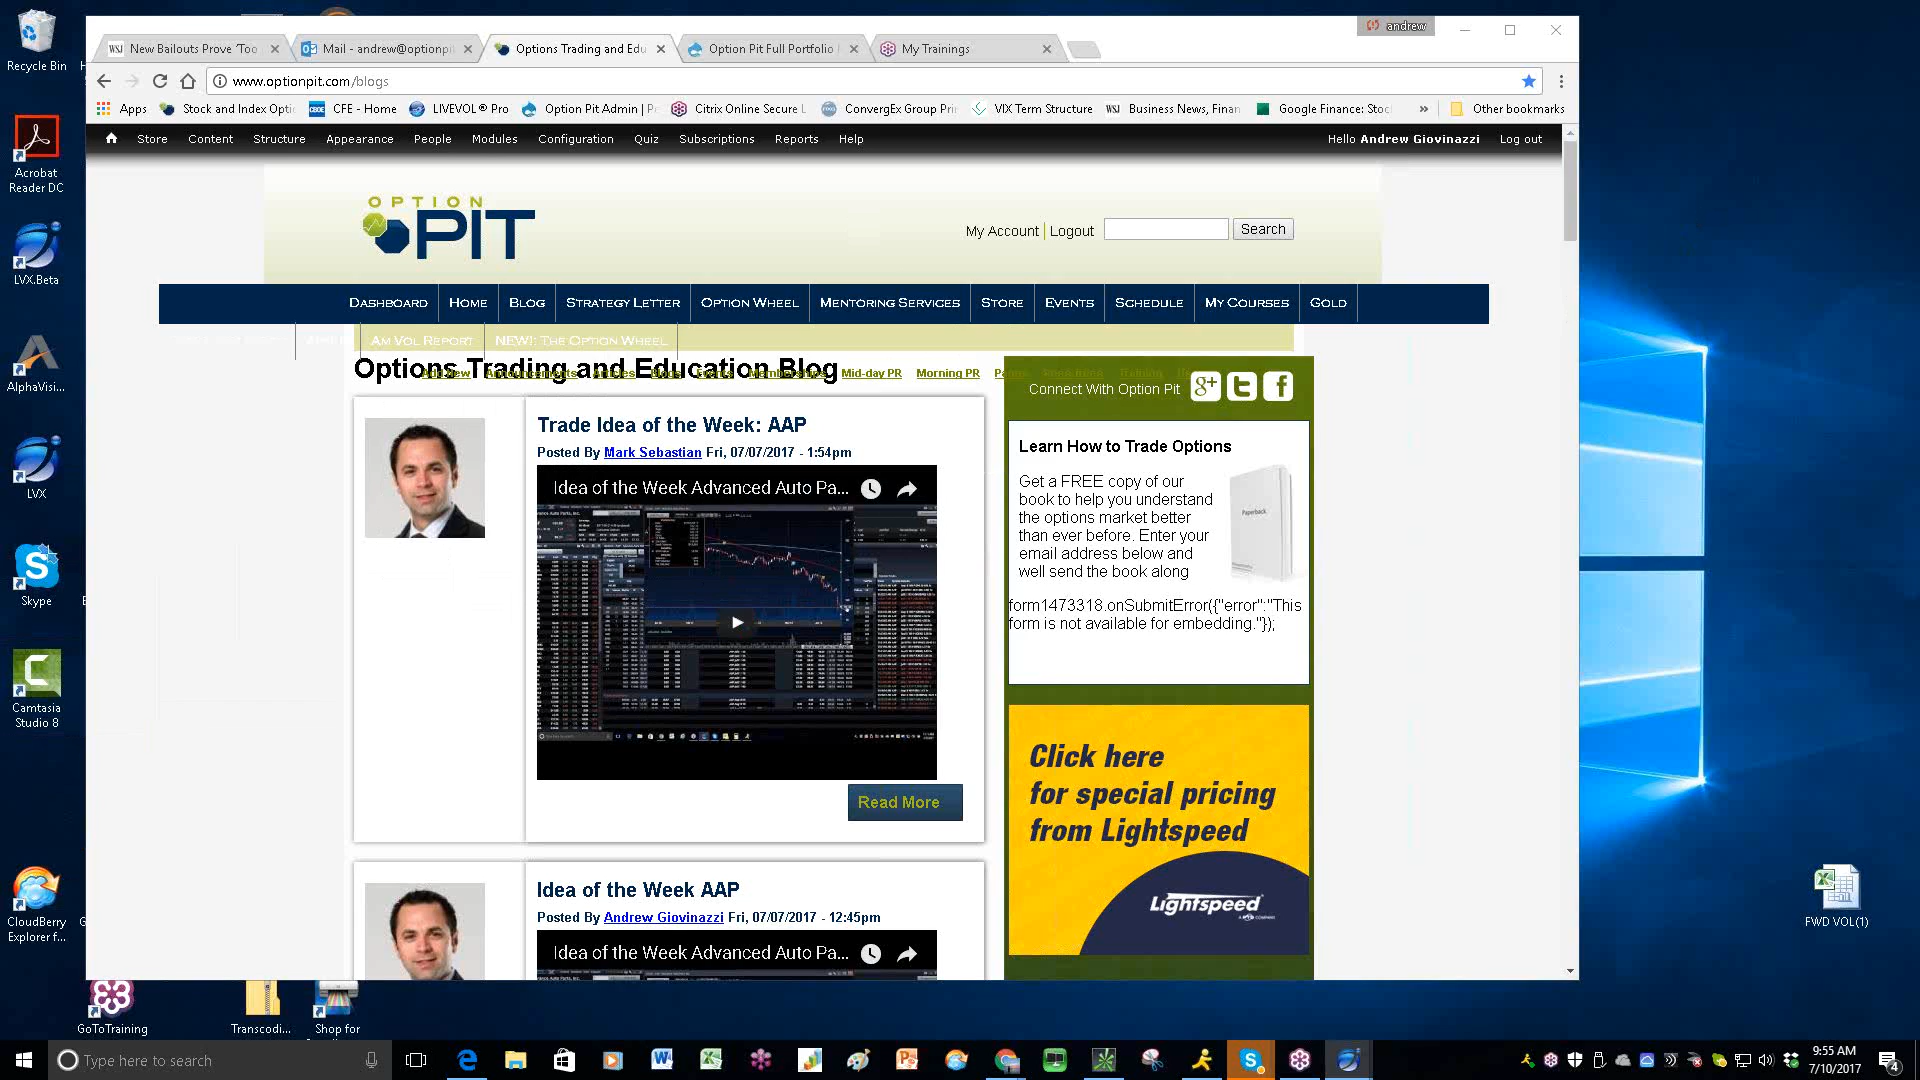 Recycle Bin
Acrobat
Reader DC
LVX.Beta
AlphaVisi...
LVX
Skype
Camtasia
Studio 8
CloudBerry
Explorer f...
andrew
New Bailouts Prove 'Too
Mail - andrew@optionpi
Options Trading and Edu
Option Pit Full Portfolio
My Trainings
www.optionpit.com/blogs
Apps
Stock and Index Optio
CFE - Home
LIVEVOL® Pro
Option Pit Admin | P
Citrix Online Secure L
ConvergEx Group Pri
VIX Term Structure
Business News, Finan
Google Finance: Stoc
»
Other bookmarks
Store Content Structure Appearance People Modules Configuration Quiz Subscriptions Reports Help
Hello Andrew Giovinazzi Log out
OPTION
PIT
My Account | Logout
Search
Dashboard Home Blog Strategy Letter Option Wheel Mentoring Services Store Events Schedule My Courses Gold
Am Vol Report NEW!: The Option Wheel
Options Trading and Education Blog
Add new Announcements Articles Blogs Events Memberships Mid-day PR Morning PR
Connect With Option Pit
Trade Idea of the Week: AAP
Posted By Mark Sebastian Fri, 07/07/2017 - 1:54pm
Idea of the Week Advanced Auto Pa...
Read More
Idea of the Week AAP
Posted By Andrew Giovinazzi Fri, 07/07/2017 - 12:45pm
Idea of the Week Advanced Auto Pa...
Learn How to Trade Options
Get a FREE copy of our
book to help you understand
the options market better
than ever before. Enter your
email address below and
well send the book along
Paperback
form1473318.onSubmitError({"error":"This
form is not available for embedding."});
Click here
for special pricing
from Lightspeed
Lightspeed
FWD VOL(1)
GoToTraining
Transcodi...
Shop for
Type here to search
9:55 AM
7/10/2017
4